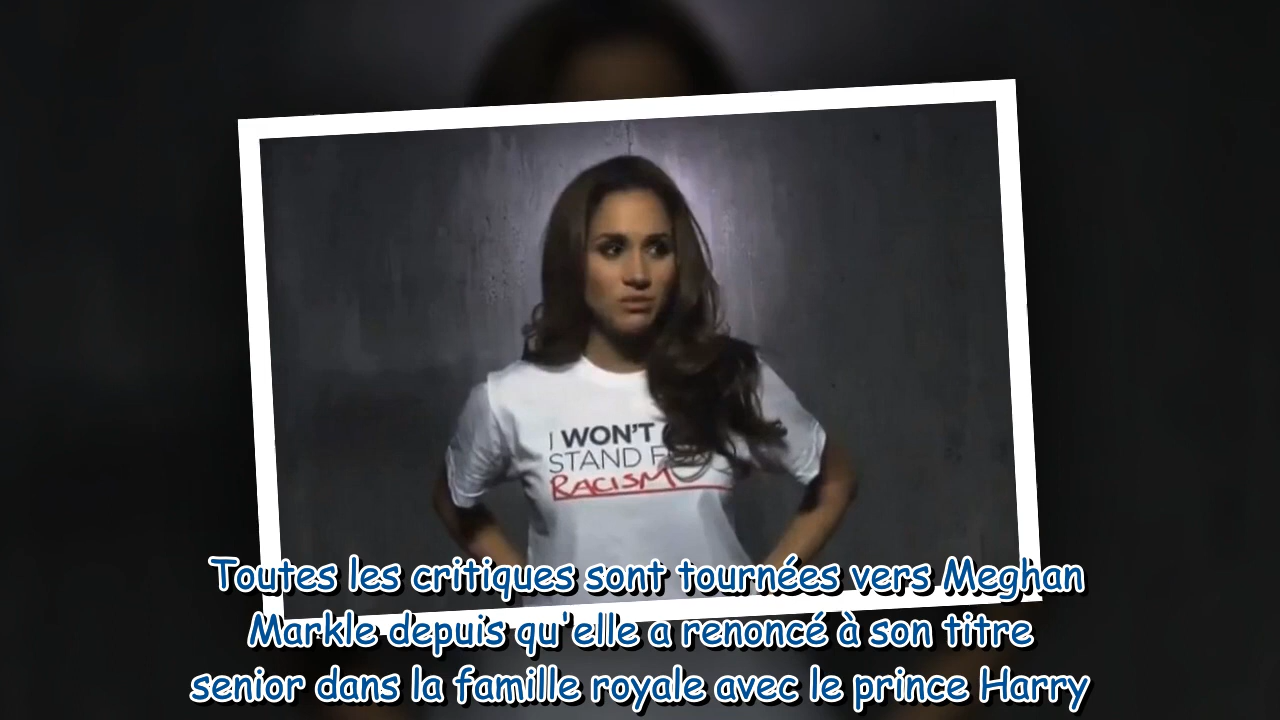 I WON'T
STAND FOR
RACISM
Toutes les critiques sont tournées vers Meghan
Markle depuis qu'elle a renoncé à son titre
senior dans la famille royale avec le prince Harry